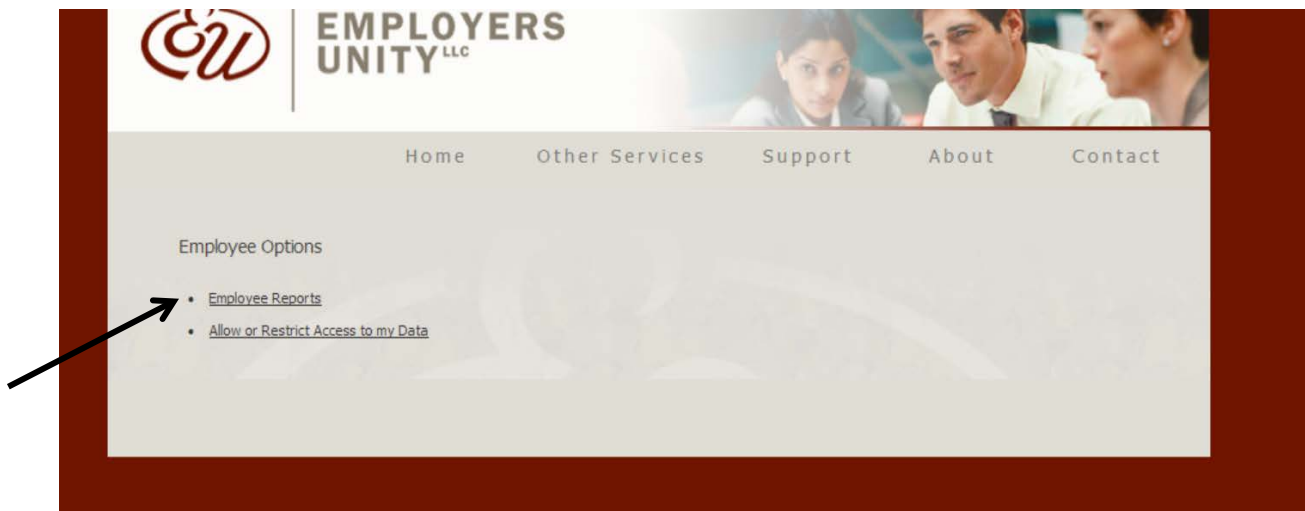 EU
EMPLOYERS
UNITY LLC
Home Other Services Support About Contact
Employee Options
• Employee Reports
• Allow or Restrict Access to my Data